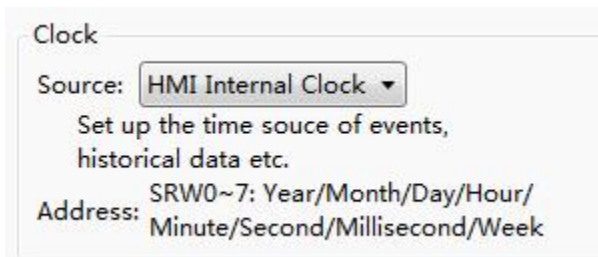 Clock
Source: HMI Internal Clock
Set up the time souce of events,
historical data etc.
Address: SRW0~7: Year/Month/Day/Hour/
Minute/Second/Millisecond/Week